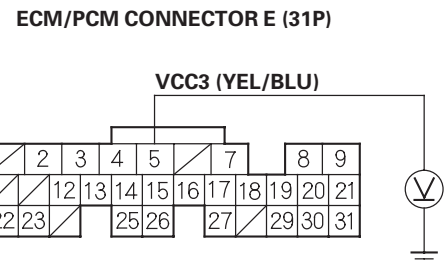 ECM/PCM CONNECTOR E (31P)
VCC3 (YEL/BLU)
2 3 4 5 7 8 9
12 13 14 15 16 17 18 19 20 21
22 23 25 26 27 29 30 31
V